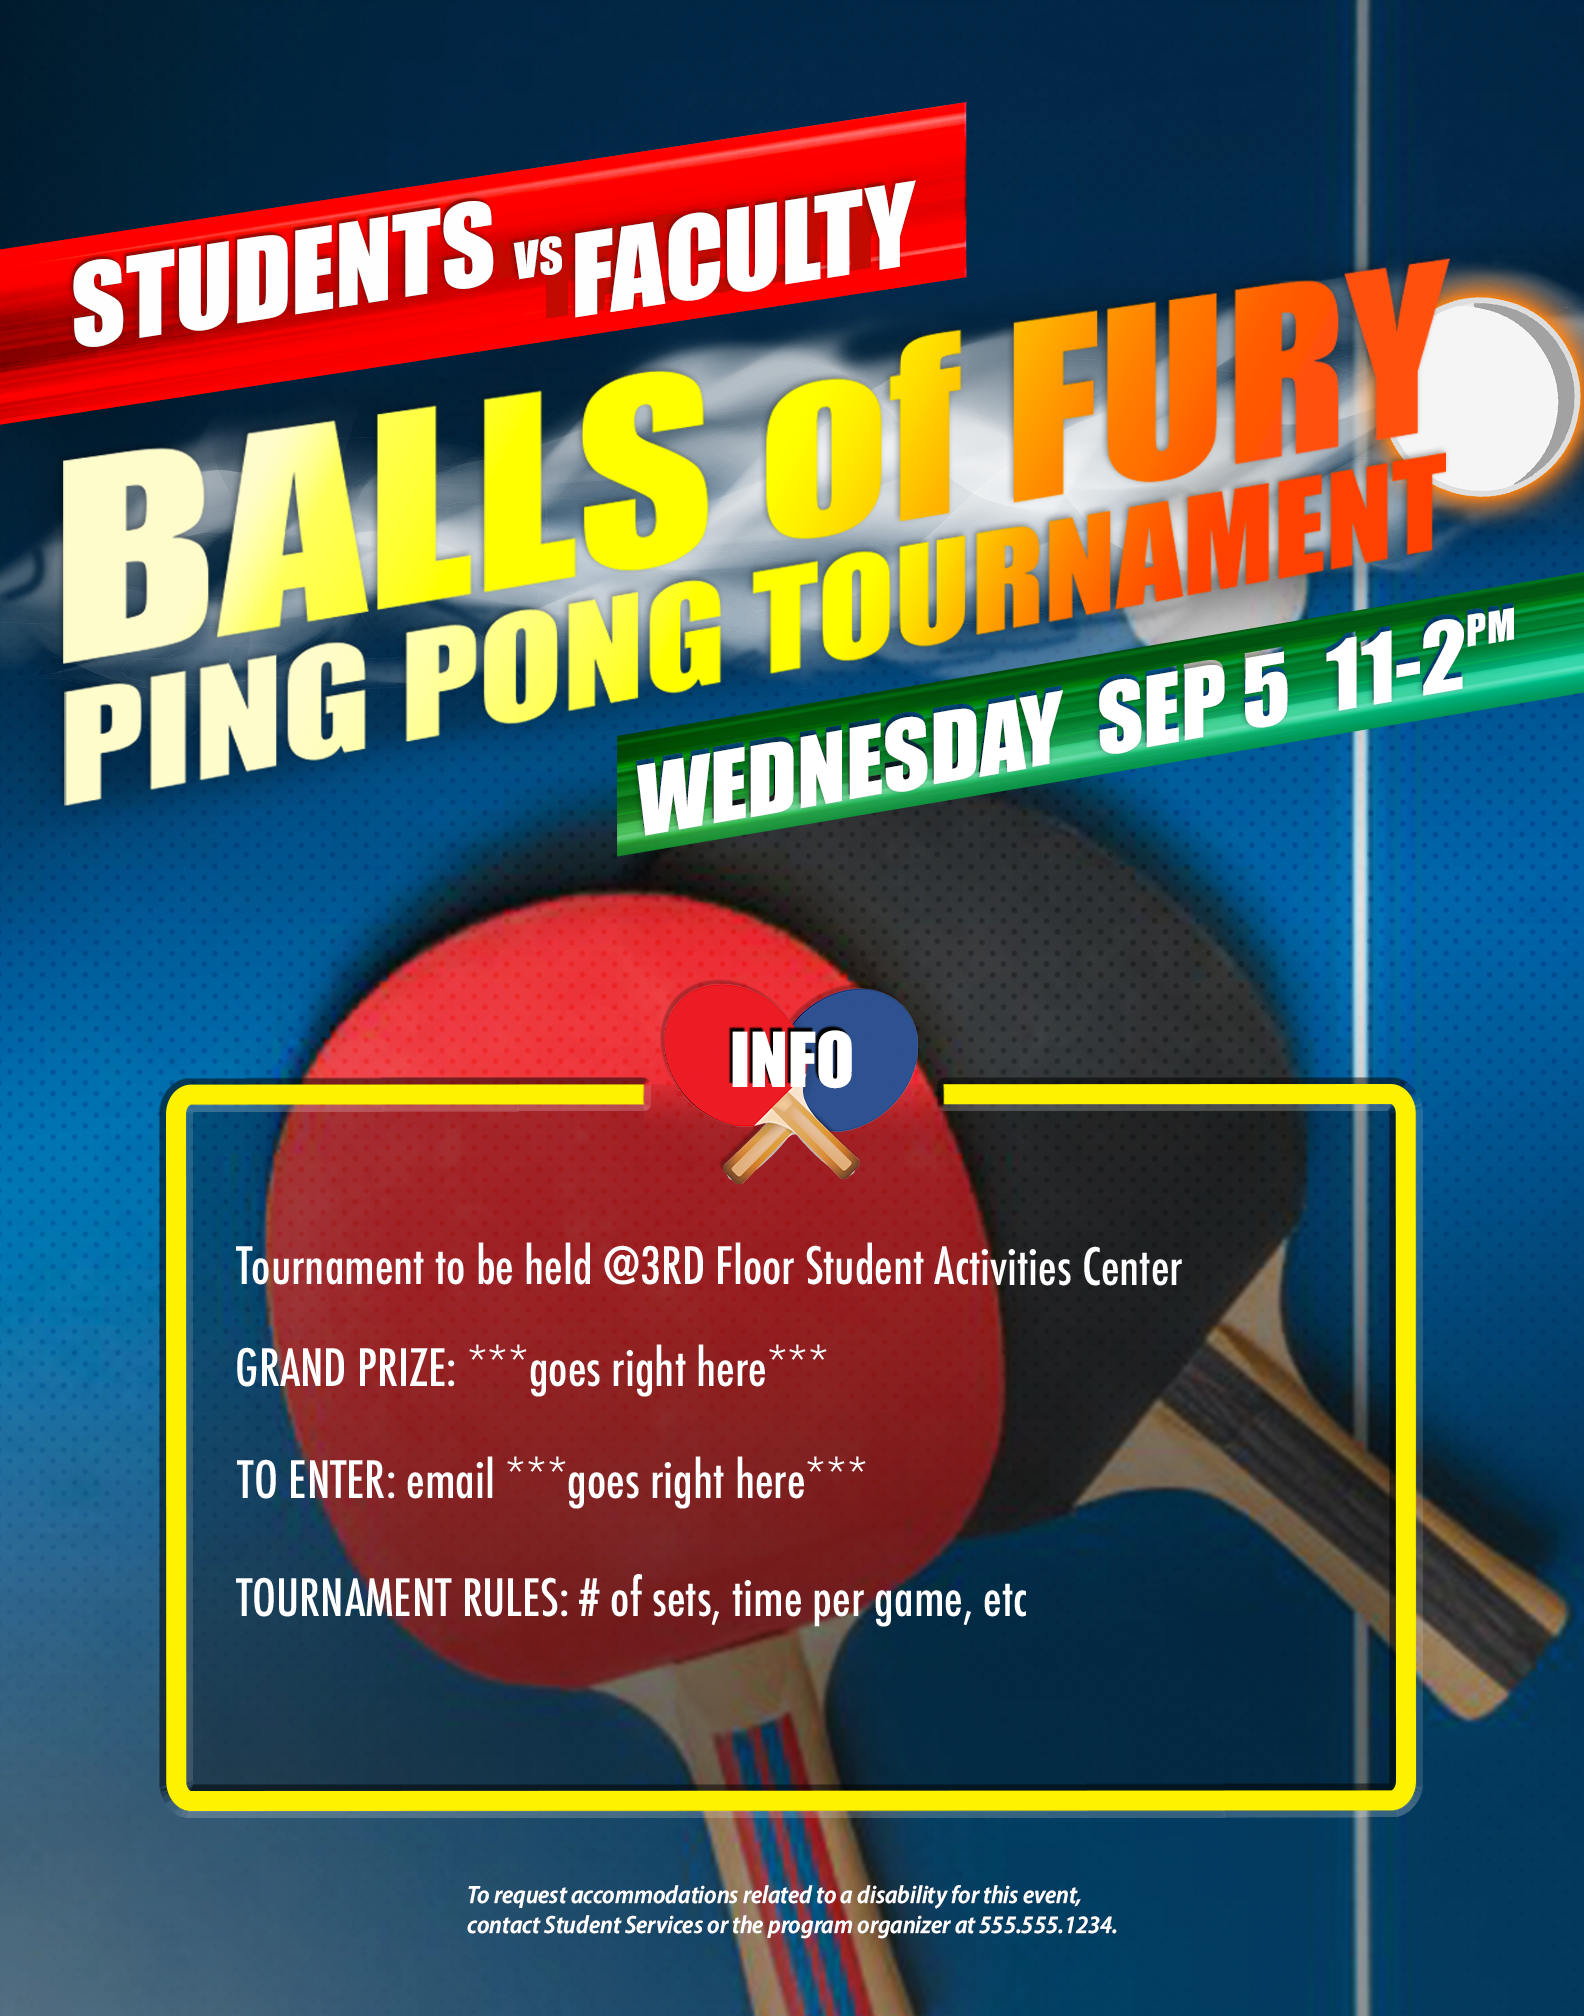 STUDENTS VS FACULTY
BALLS of FURY
PING PONG TOURNAMENT
WEDNESDAY SEP 5 11-2PM
INFO
Tournament to be held @3RD Floor Student Activities Center
GRAND PRIZE: ***goes right here***
TO ENTER: email ***goes right here***
TOURNAMENT RULES: # of sets, time per game, etc
To request accommodations related to a disability for this event,
contact Student Services or the program organizer at 555.555.1234.